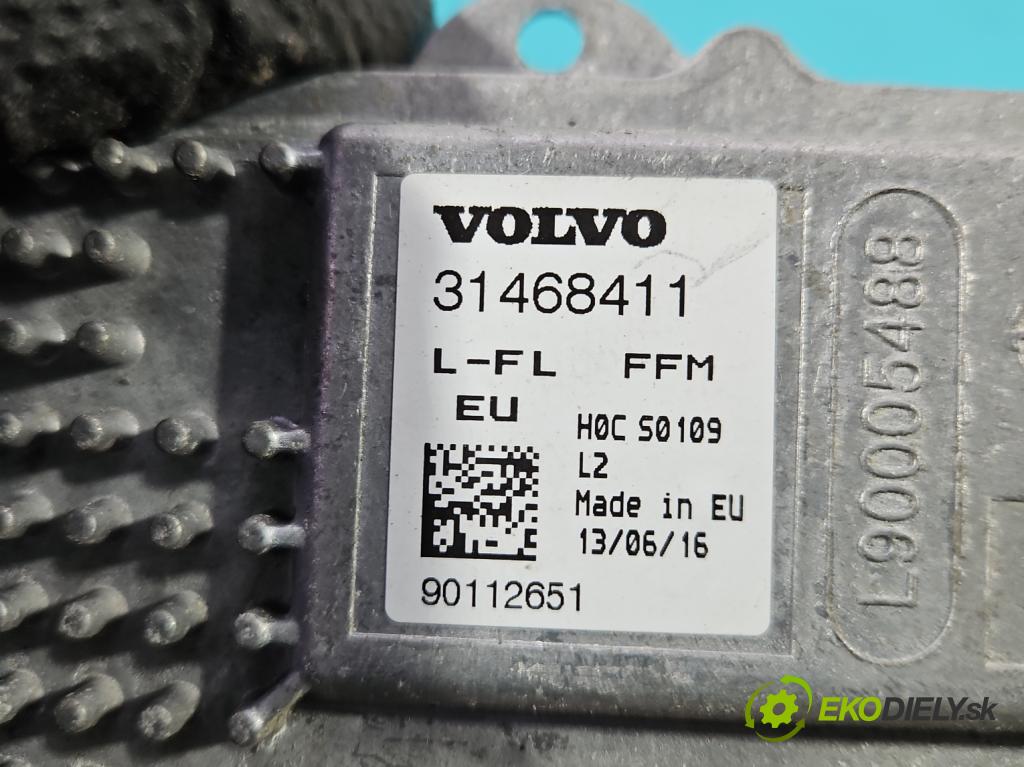 VOLVO
31468411
L-FL FFM
EU
H0C S0109
L2
Made in EU
13/06/16
90112651
L90005488
EKODIELY.sk